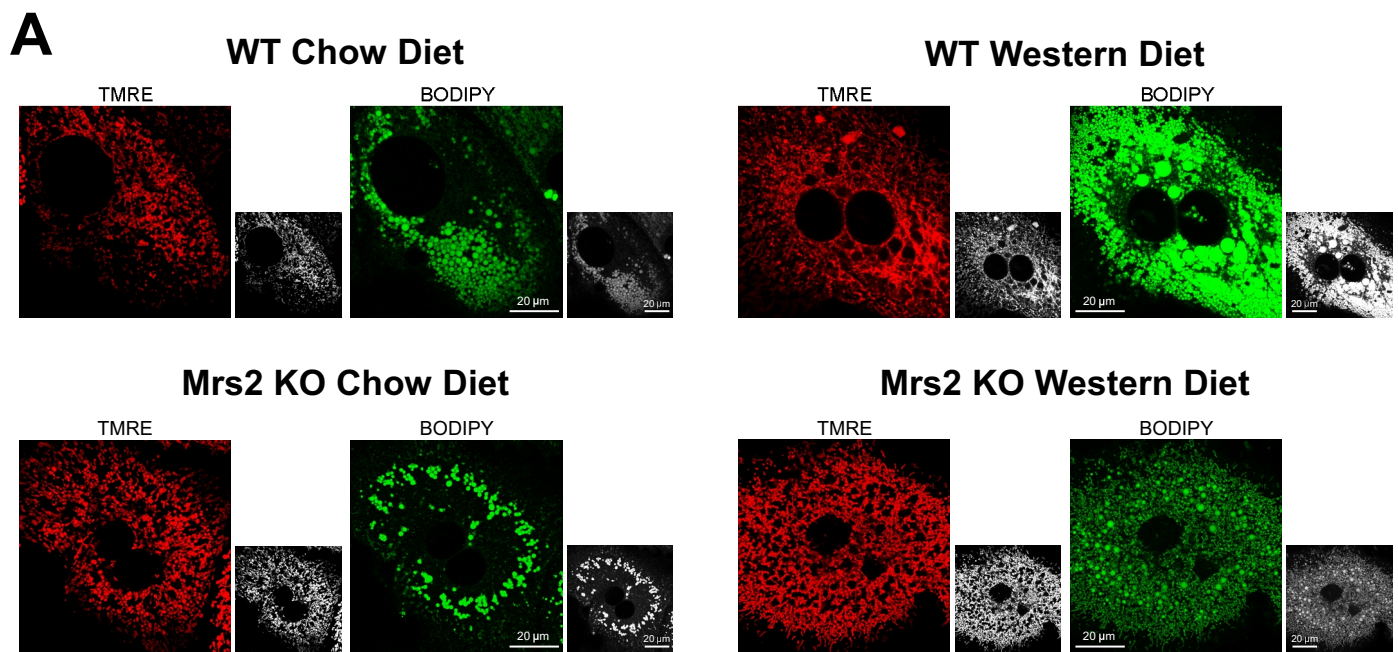 A
WT Chow Diet
TMRE
BODIPY
20 µm
20 µm
WT Western Diet
TMRE
BODIPY
20 µm
20 µm
Mrs2 KO Chow Diet
TMRE
BODIPY
20 µm
20 µm
Mrs2 KO Western Diet
TMRE
BODIPY
20 µm
20 µm